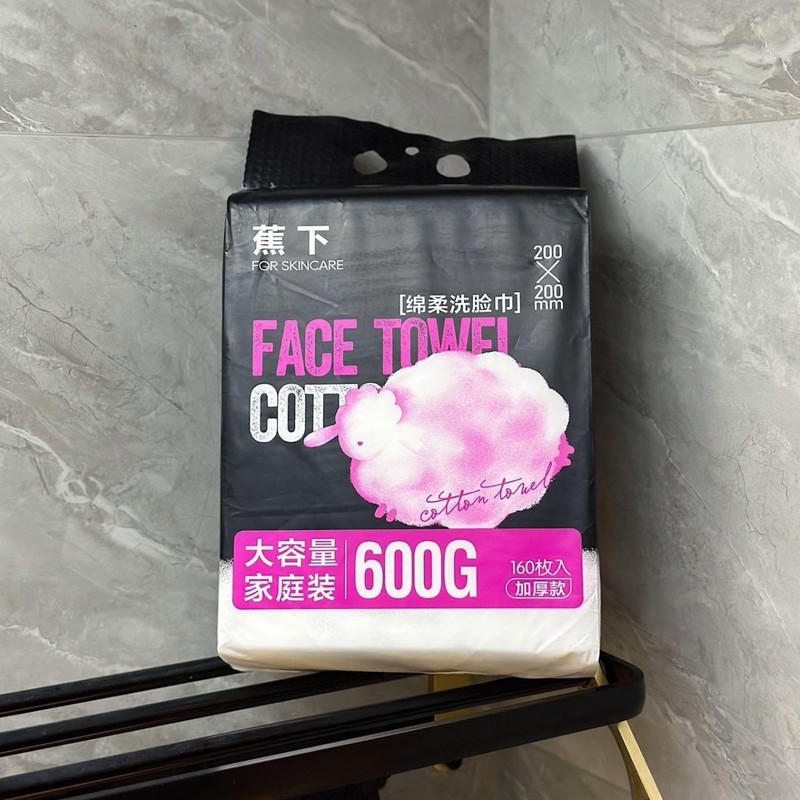 蕉下
FOR SKINCARE
200
×
200
mm
[绵柔洗脸巾]
FACE TOWEL
cotton towel
大容量
家庭装
600G
160枚入
加厚款